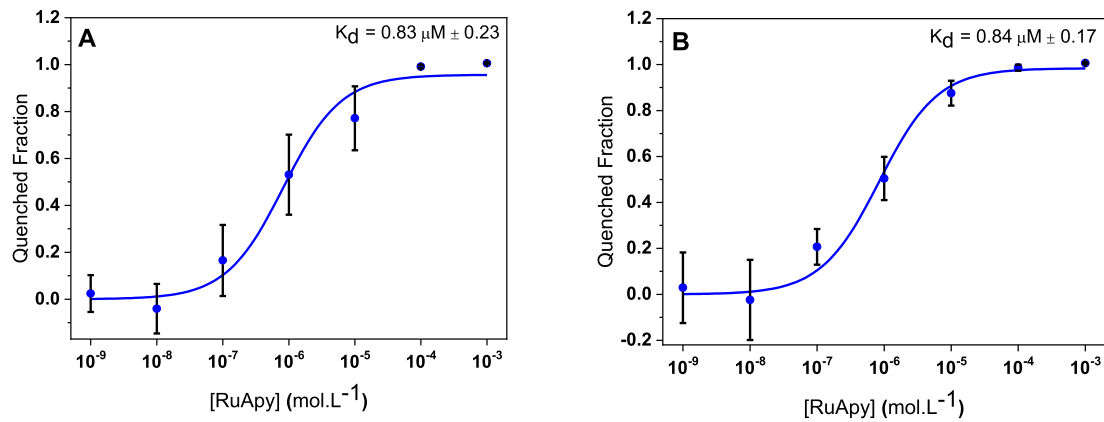 A
K_d = 0.83 μM ± 0.23
1.2
1.0
0.8
0.6
0.4
0.2
0.0
Quenched Fraction
10^-9 10^-8 10^-7 10^-6 10^-5 10^-4 10^-3
[RuApy] (mol.L^-1)
B
K_d = 0.84 μM ± 0.17
1.2
1.0
0.8
0.6
0.4
0.2
0.0
-0.2
Quenched Fraction
10^-9 10^-8 10^-7 10^-6 10^-5 10^-4 10^-3
[RuApy] (mol.L^-1)